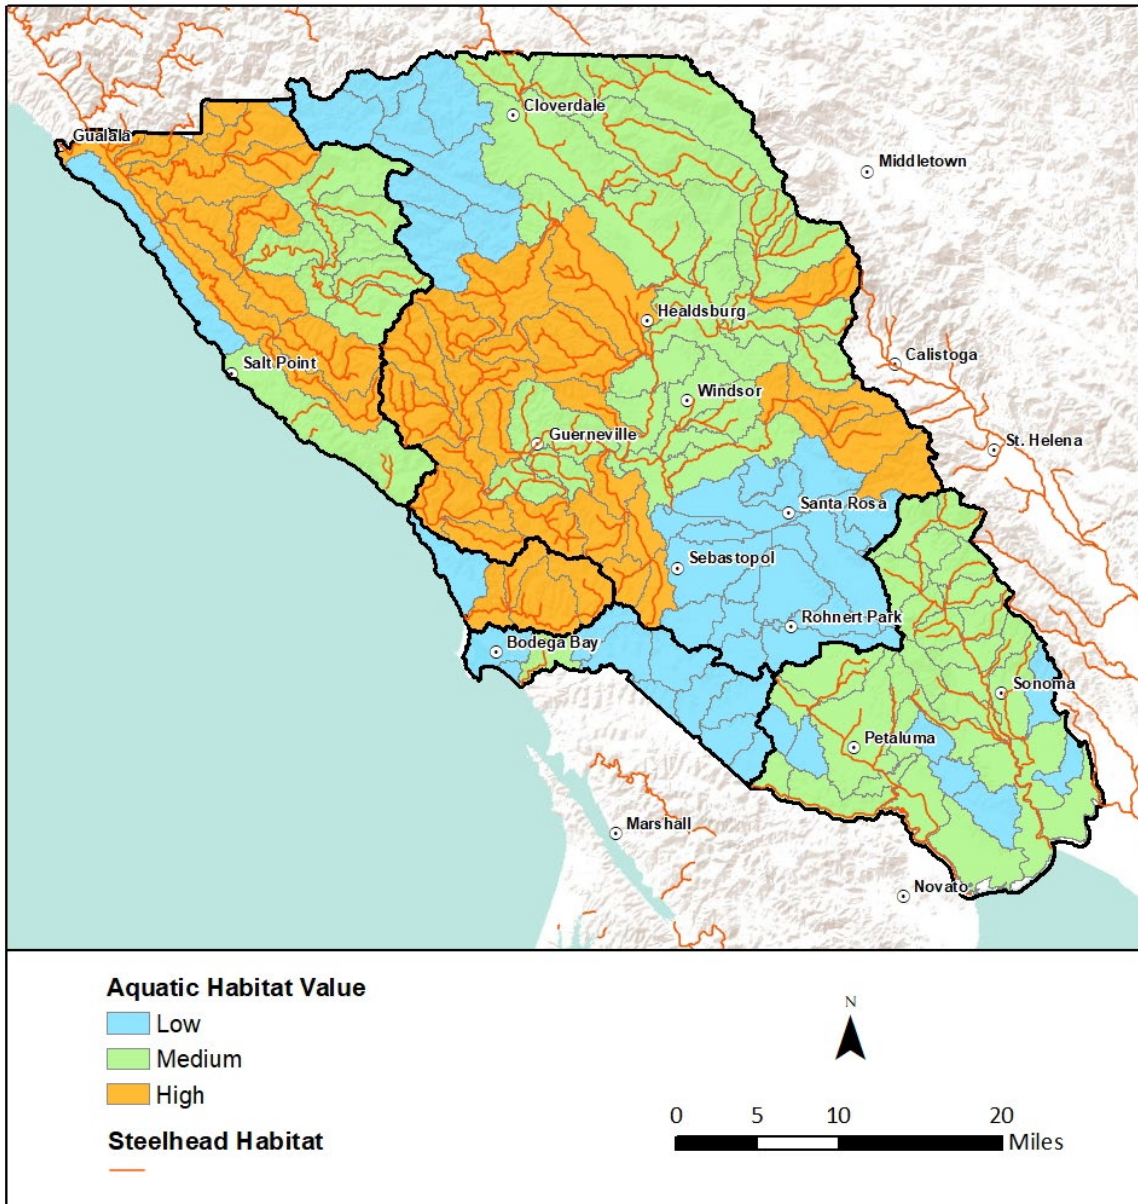 Cloverdale
Gualala
Middletown
Healdsburg
Calistoga
Salt Point
Windsor
Guerneville
St. Helena
Santa Rosa
Sebastopol
Rohnert Park
Bodega Bay
Sonoma
Petaluma
Marshall
Novato
Aquatic Habitat Value
Low
Medium
High
Steelhead Habitat
N
0 5 10 20
Miles